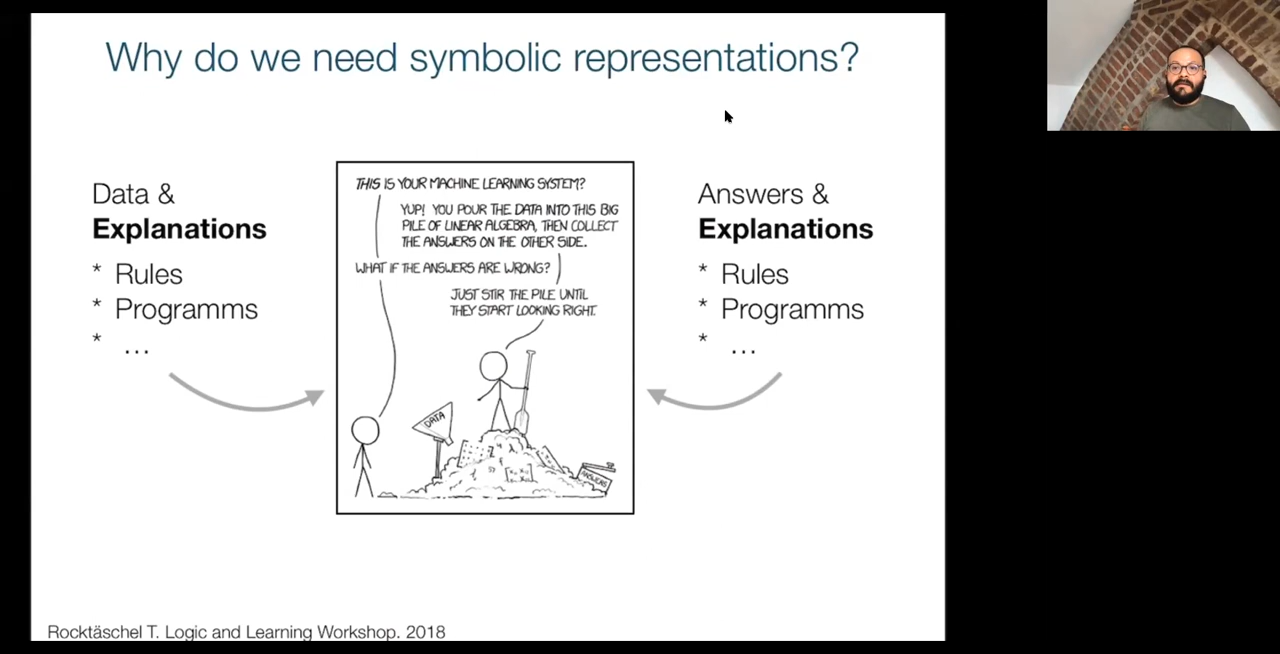 Why do we need symbolic representations?
Data &
Explanations
* Rules
* Programms
* ...
THIS IS YOUR MACHINE LEARNING SYSTEM?
YUP! YOU POUR THE DATA INTO THIS BIG
PILE OF LINEAR ALGEBRA, THEN COLLECT
THE ANSWERS ON THE OTHER SIDE.
WHAT IF THE ANSWERS ARE WRONG?
JUST STIR THE PILE UNTIL
THEY START LOOKING RIGHT.
DATA
ANSWERS
Answers &
Explanations
* Rules
* Programms
* ...
Rocktäschel T. Logic and Learning Workshop. 2018